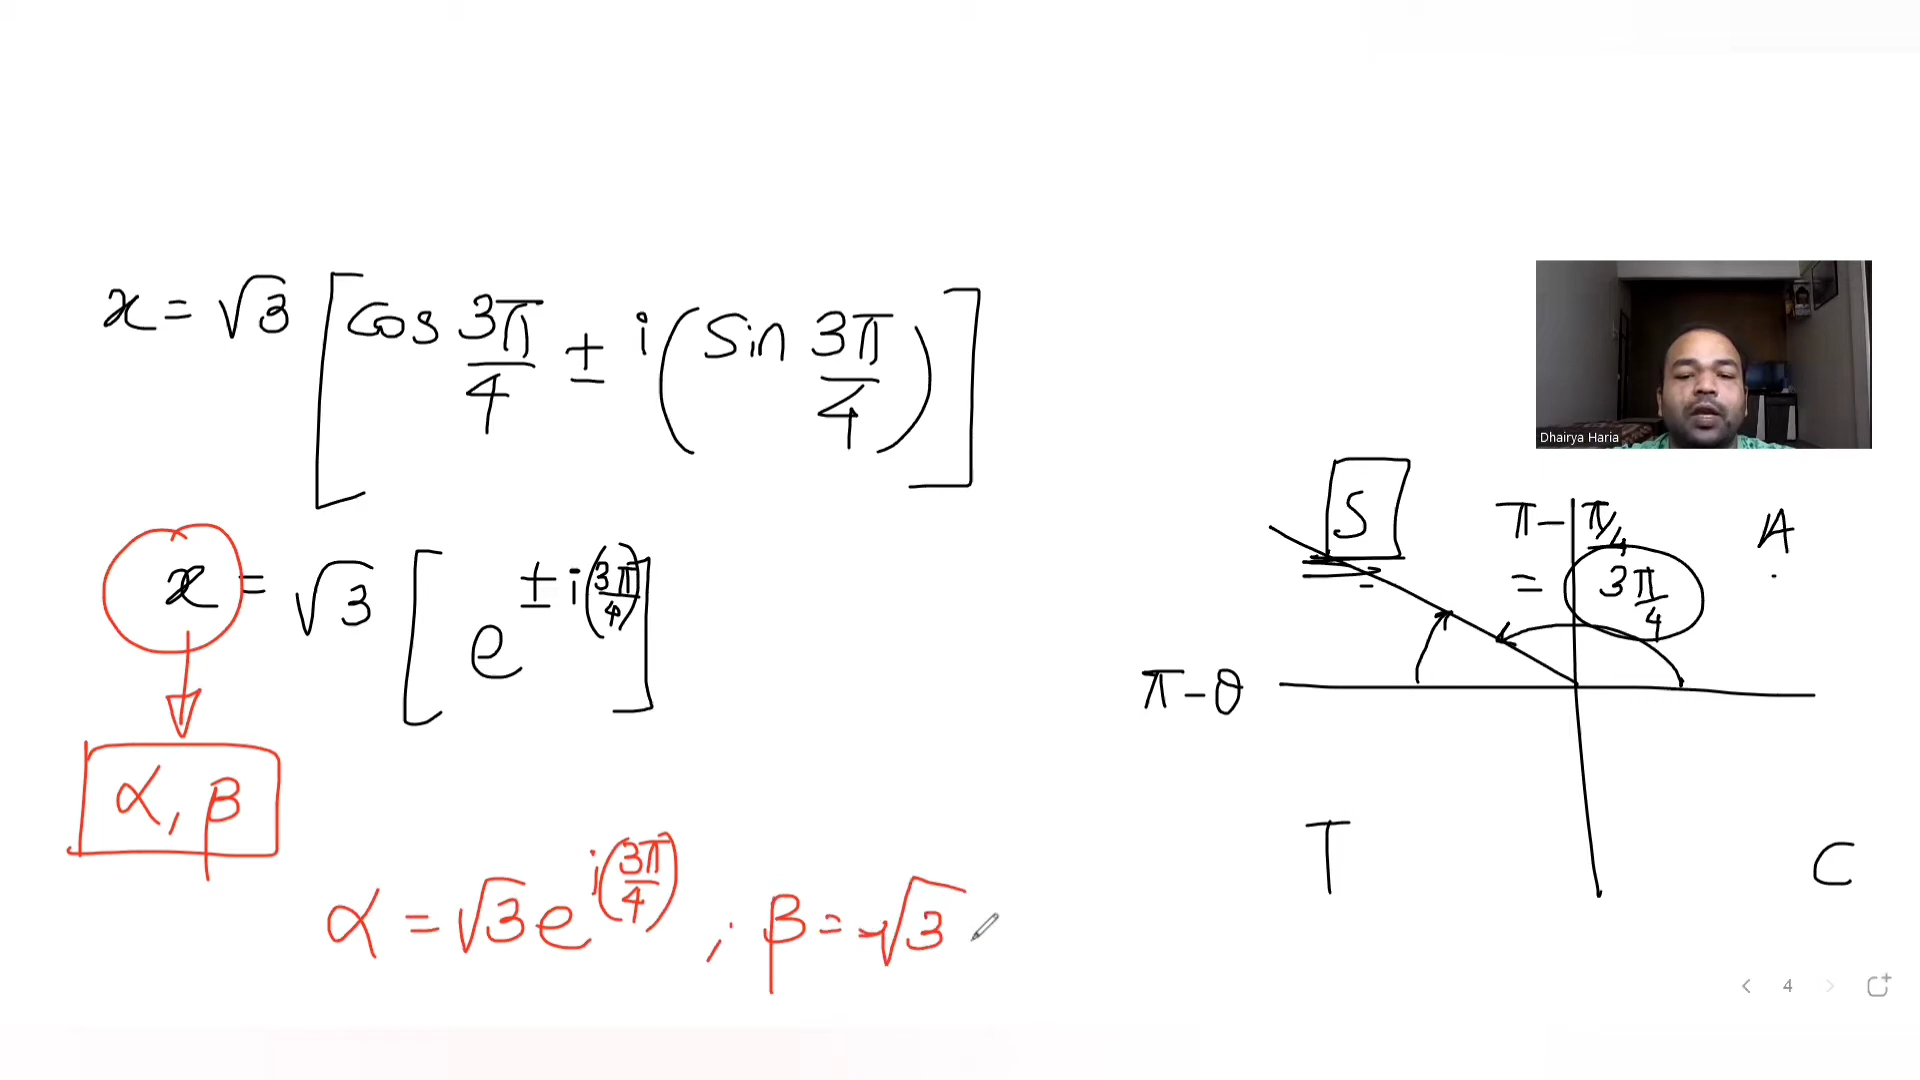 x = √3 [cos 3π/4 ± i (sin 3π/4)]
Dhairya Haria
S
π - π/4
A
= 3π/4
x = √3 [e^{± i(3π/4)}]
π - θ
α, β
T
C
α = √3 e^{i(3π/4)} ; β = √3
< 4 >